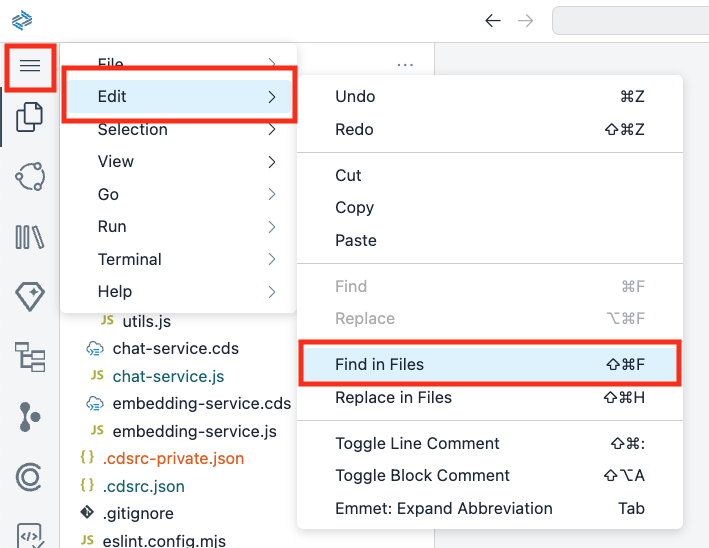 File
Edit
Selection
View
Go
Run
Terminal
Help
Undo ⌘Z
Redo ⇧⌘Z
Cut
Copy
Paste
Find ⌘F
Replace ⌥⌘F
Find in Files ⇧⌘F
Replace in Files ⇧⌘H
Toggle Line Comment ⇧⌘:
Toggle Block Comment ⇧⌥A
Emmet: Expand Abbreviation Tab
JS utils.js
chat-service.cds
JS chat-service.js
embedding-service.cds
JS embedding-service.js
{} .cdsrc-private.json
{} .cdsrc.json
.gitignore
eslint.config.mjs